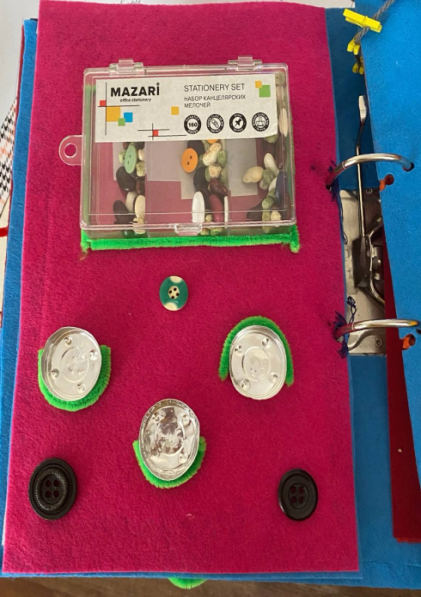 MAZARi
office stationery
STATIONERY SET
НАБОР КАНЦЕЛЯРСКИХ
МЕЛОЧЕЙ